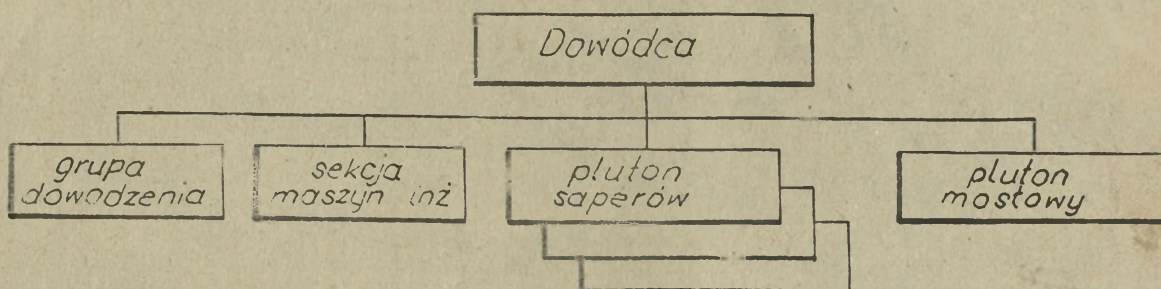 Dowódca
grupa
dowodzenia
sekcja
maszyn inż
pluton
saperów
pluton
mostowy